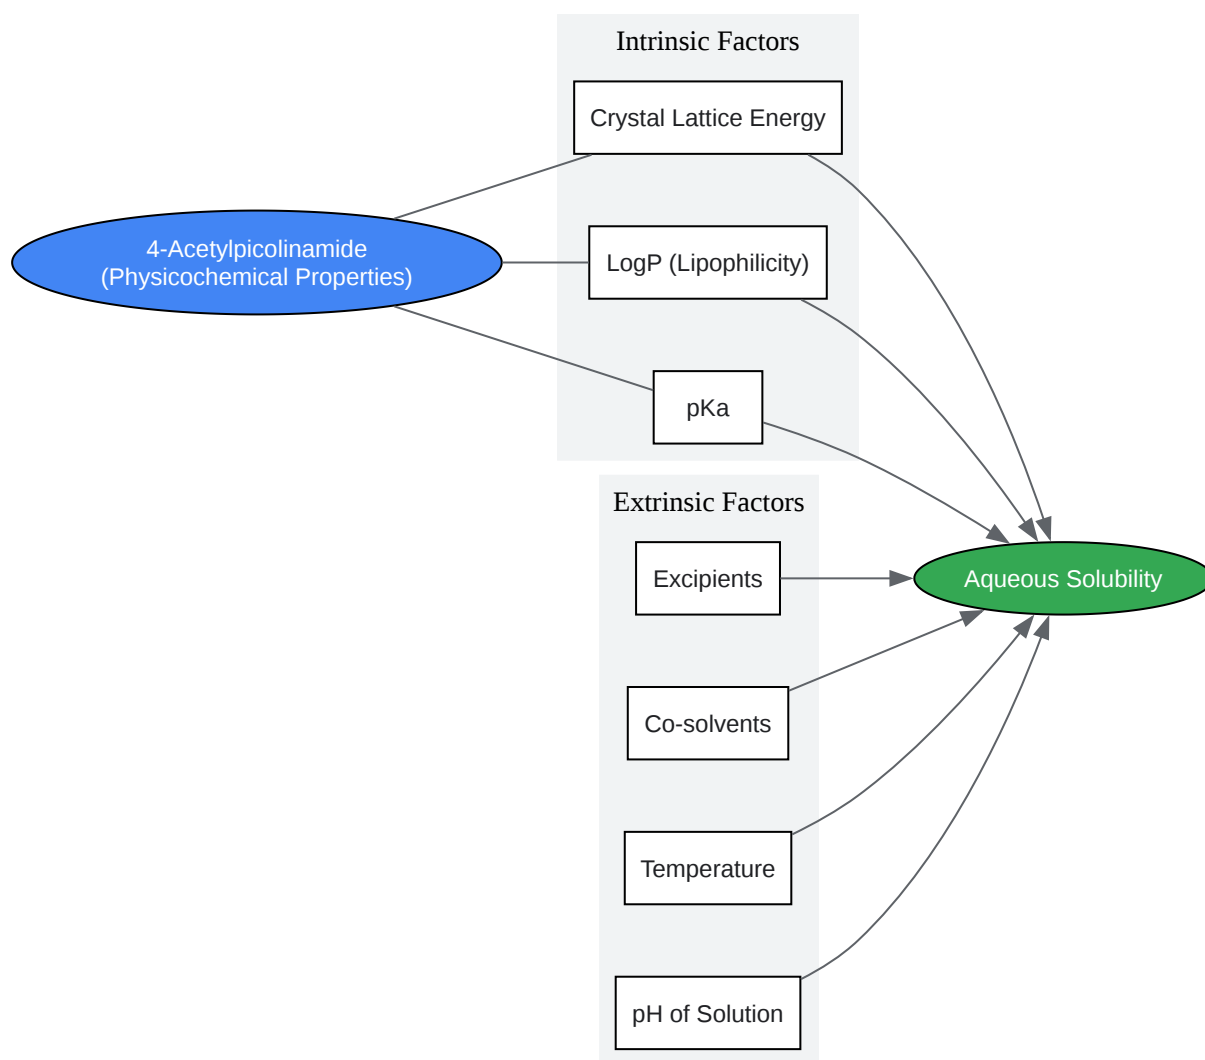 Intrinsic Factors
Crystal Lattice Energy
4-Acetylpicolinamide
(Physicochemical Properties)
LogP (Lipophilicity)
pKa
Extrinsic Factors
Excipients
Aqueous Solubility
Co-solvents
Temperature
pH of Solution